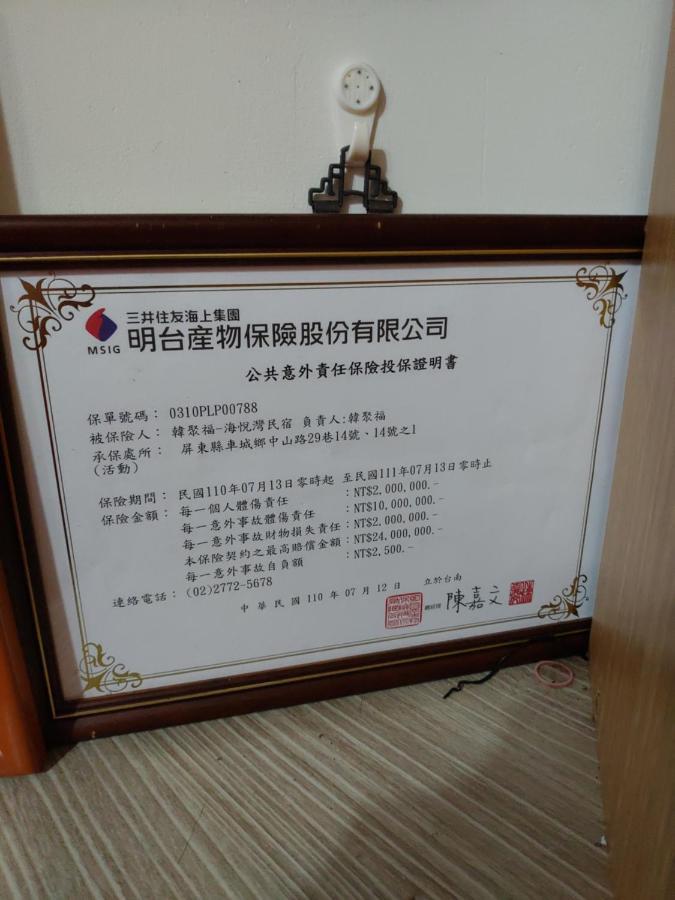 三井住友海上集團
MSIG
明台產物保險股份有限公司
公共意外責任保險投保證明書
保單號碼： 0310PLP00788
被保險人： 韓聚福-海悅灣民宿 負責人:韓聚福
承保處所： 屏東縣車城鄉中山路29巷14號、14號之1
(活動)
保險期間： 民國110年07月13日零時起 至民國111年07月13日零時止
保險金額： 每一個人體傷責任 ：NT$2,000,000.-
每一意外事故體傷責任 ：NT$10,000,000.-
每一意外事故財物損失責任：NT$2,000,000.-
本保險契約之最高賠償金額：NT$24,000,000.-
每一意外事故自負額 ：NT$2,500.-
連絡電話： (02)2772-5678
中華民國 110 年 07 月 12 日 立於台南
總經理 陳嘉文